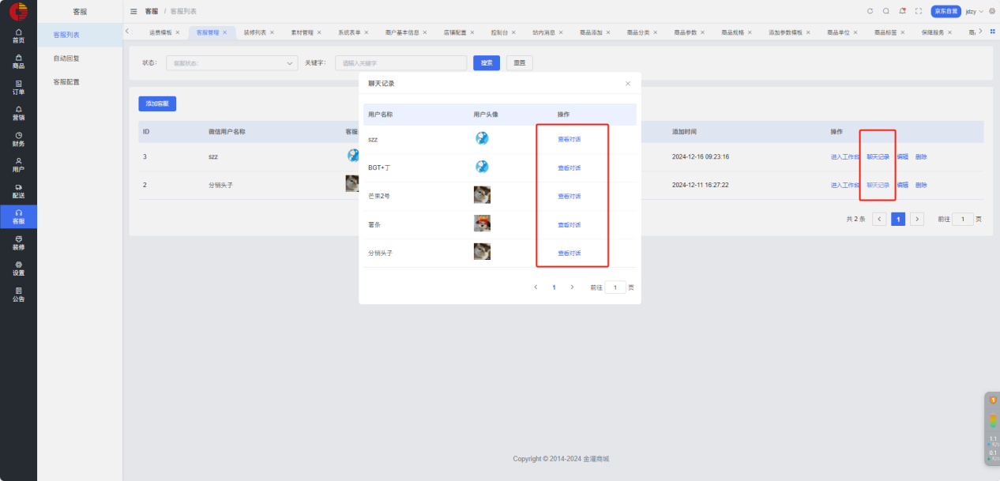 客服
客服 / 客服列表
京东自营 jdzy
首页
商品
订单
营销
财务
用户
配送
客服
装修
设置
公告
客服列表
自动回复
客服配置
运费模板 × 客服管理 × 装修列表 × 素材管理 × 系统表单 × 商户基本信息 × 店铺配置 × 控制台 × 站内消息 × 商品添加 × 商品分类 × 商品参数 × 商品规格 × 添加参数模板 × 商品单位 × 商品标签 × 保障服务 ×
状态： 客服状态 关键字： 请输入关键字 搜索 重置
添加客服
ID 微信用户名称 客服 添加时间 操作
3 szz 2024-12-16 09:23:16 进入工作台 聊天记录 编辑 删除
2 分销头子 2024-12-11 16:27:22 进入工作台 聊天记录 编辑 删除
共 2 条 1 前往 1 页
聊天记录 ×
用户名称 用户头像 操作
szz 查看对话
BGT+丁 查看对话
芒果2号 查看对话
薯条 查看对话
分销头子 查看对话
1 前往 1 页
Copyright © 2014-2024 金灌商城
1
1.1
0.1